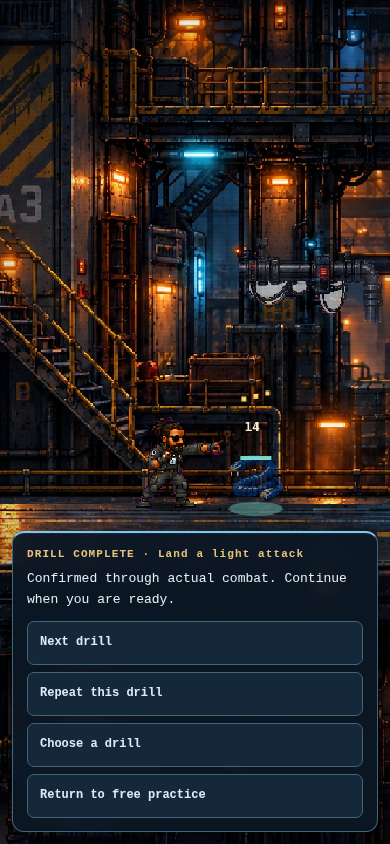 A3
14
DRILL COMPLETE · Land a light attack
Confirmed through actual combat. Continue
when you are ready.
Next drill
Repeat this drill
Choose a drill
Return to free practice